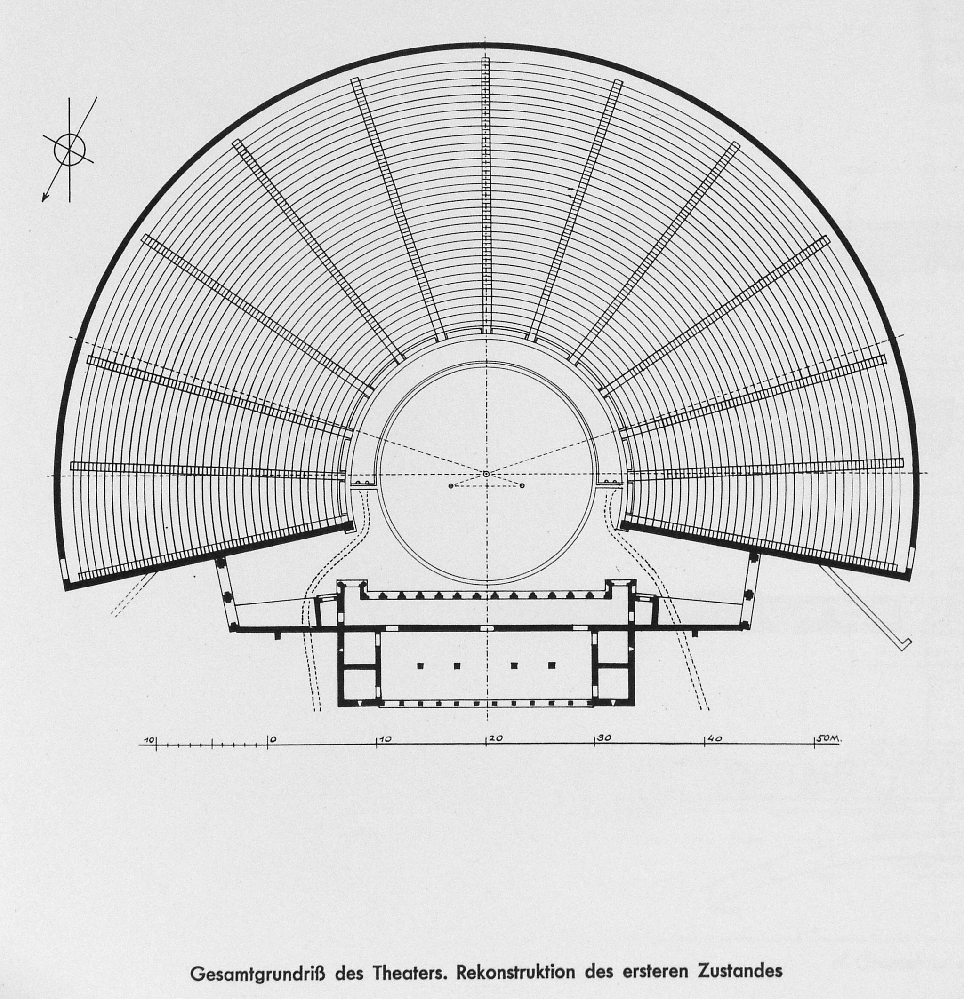 10 0 10 20 30 40 50M.
Gesamtgrundriß des Theaters. Rekonstruktion des ersteren Zustandes